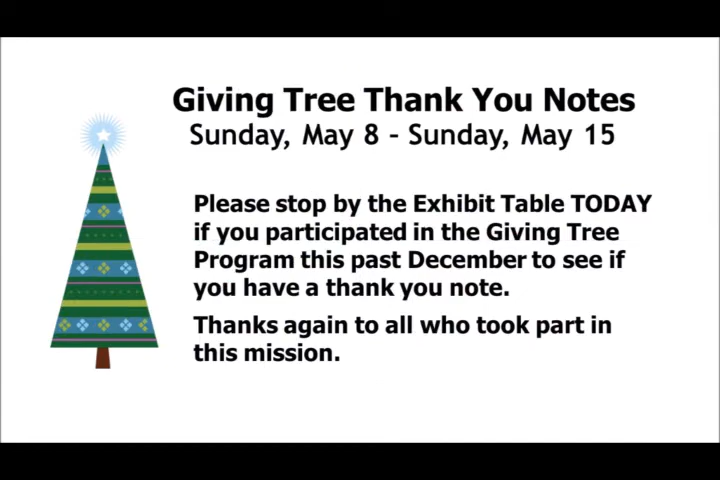 Giving Tree Thank You Notes
Sunday, May 8 - Sunday, May 15
Please stop by the Exhibit Table TODAY
if you participated in the Giving Tree
Program this past December to see if
you have a thank you note.
Thanks again to all who took part in
this mission.